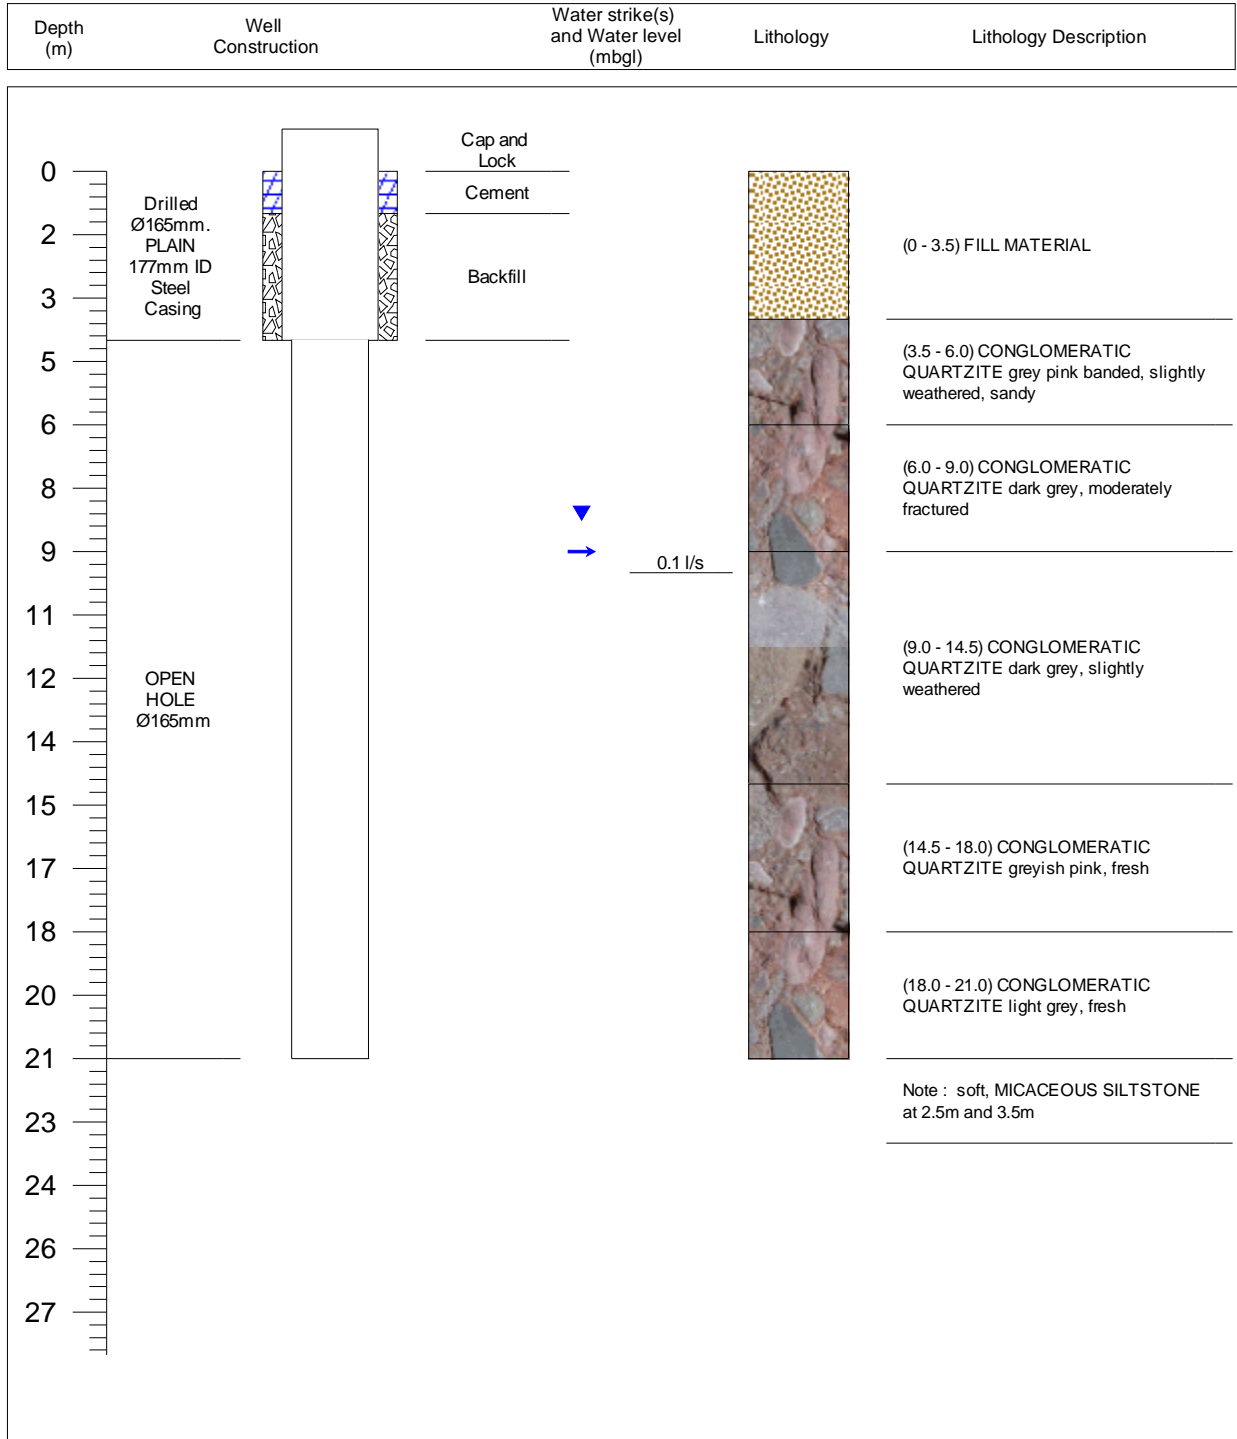 Depth
(m)
Well
Construction
Water strike(s)
and Water level
(mbgl)
Lithology
Lithology Description
0
2
3
5
6
8
9
11
12
14
15
17
18
20
21
23
24
26
27
Drilled
Ø165mm.
PLAIN
177mm ID
Steel
Casing
OPEN
HOLE
Ø165mm
Cap and
Lock
Cement
Backfill
0.1 l/s
(0 - 3.5) FILL MATERIAL
(3.5 - 6.0) CONGLOMERATIC
QUARTZITE grey pink banded, slightly
weathered, sandy
(6.0 - 9.0) CONGLOMERATIC
QUARTZITE dark grey, moderately
fractured
(9.0 - 14.5) CONGLOMERATIC
QUARTZITE dark grey, slightly
weathered
(14.5 - 18.0) CONGLOMERATIC
QUARTZITE greyish pink, fresh
(18.0 - 21.0) CONGLOMERATIC
QUARTZITE light grey, fresh
Note : soft, MICACEOUS SILTSTONE
at 2.5m and 3.5m